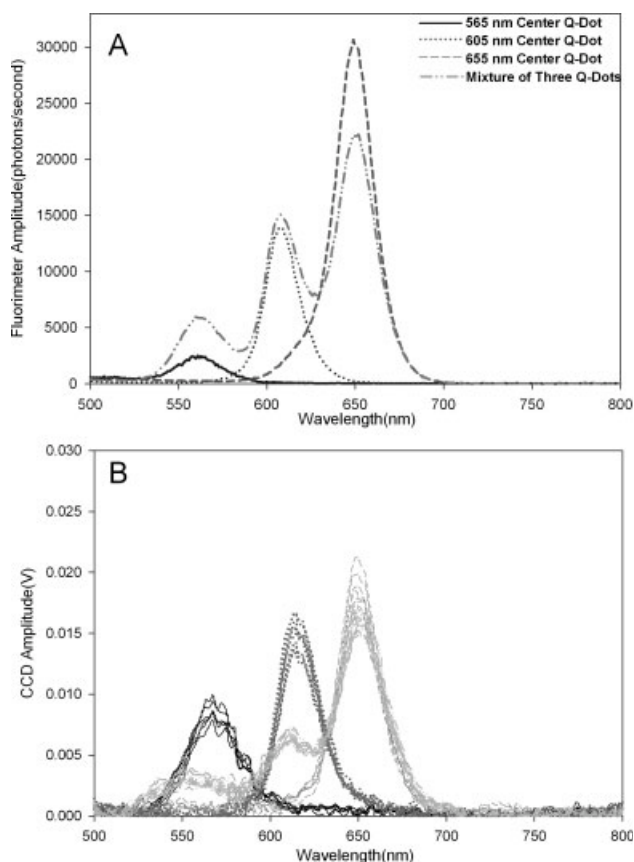 A
565 nm Center Q-Dot
605 nm Center Q-Dot
655 nm Center Q-Dot
Mixture of Three Q-Dots
Fluorimeter Amplitude(photons/second)
30000
25000
20000
15000
10000
5000
0
500 550 600 650 700 750 800
Wavelength(nm)
B
CCD Amplitude(V)
0.030
0.025
0.020
0.015
0.010
0.005
0.000
500 550 600 650 700 750 800
Wavelength(nm)